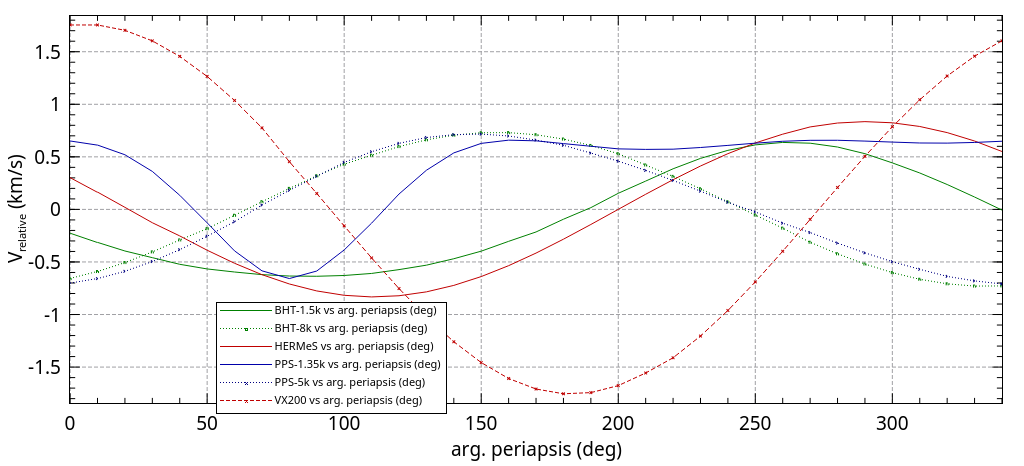 1.5
1
0.5
0
-0.5
-1
-1.5
V relative (km/s)
BHT-1.5k vs arg. periapsis (deg)
BHT-8k vs arg. periapsis (deg)
HERMeS vs arg. periapsis (deg)
PPS-1.35k vs arg. periapsis (deg)
PPS-5k vs arg. periapsis (deg)
VX200 vs arg. periapsis (deg)
0 50 100 150 200 250 300
arg. periapsis (deg)